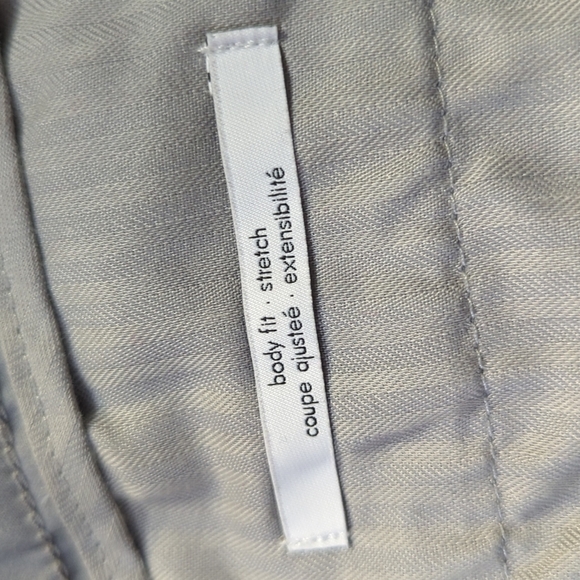 body fit · stretch
coupe ajusteé · extensibilité